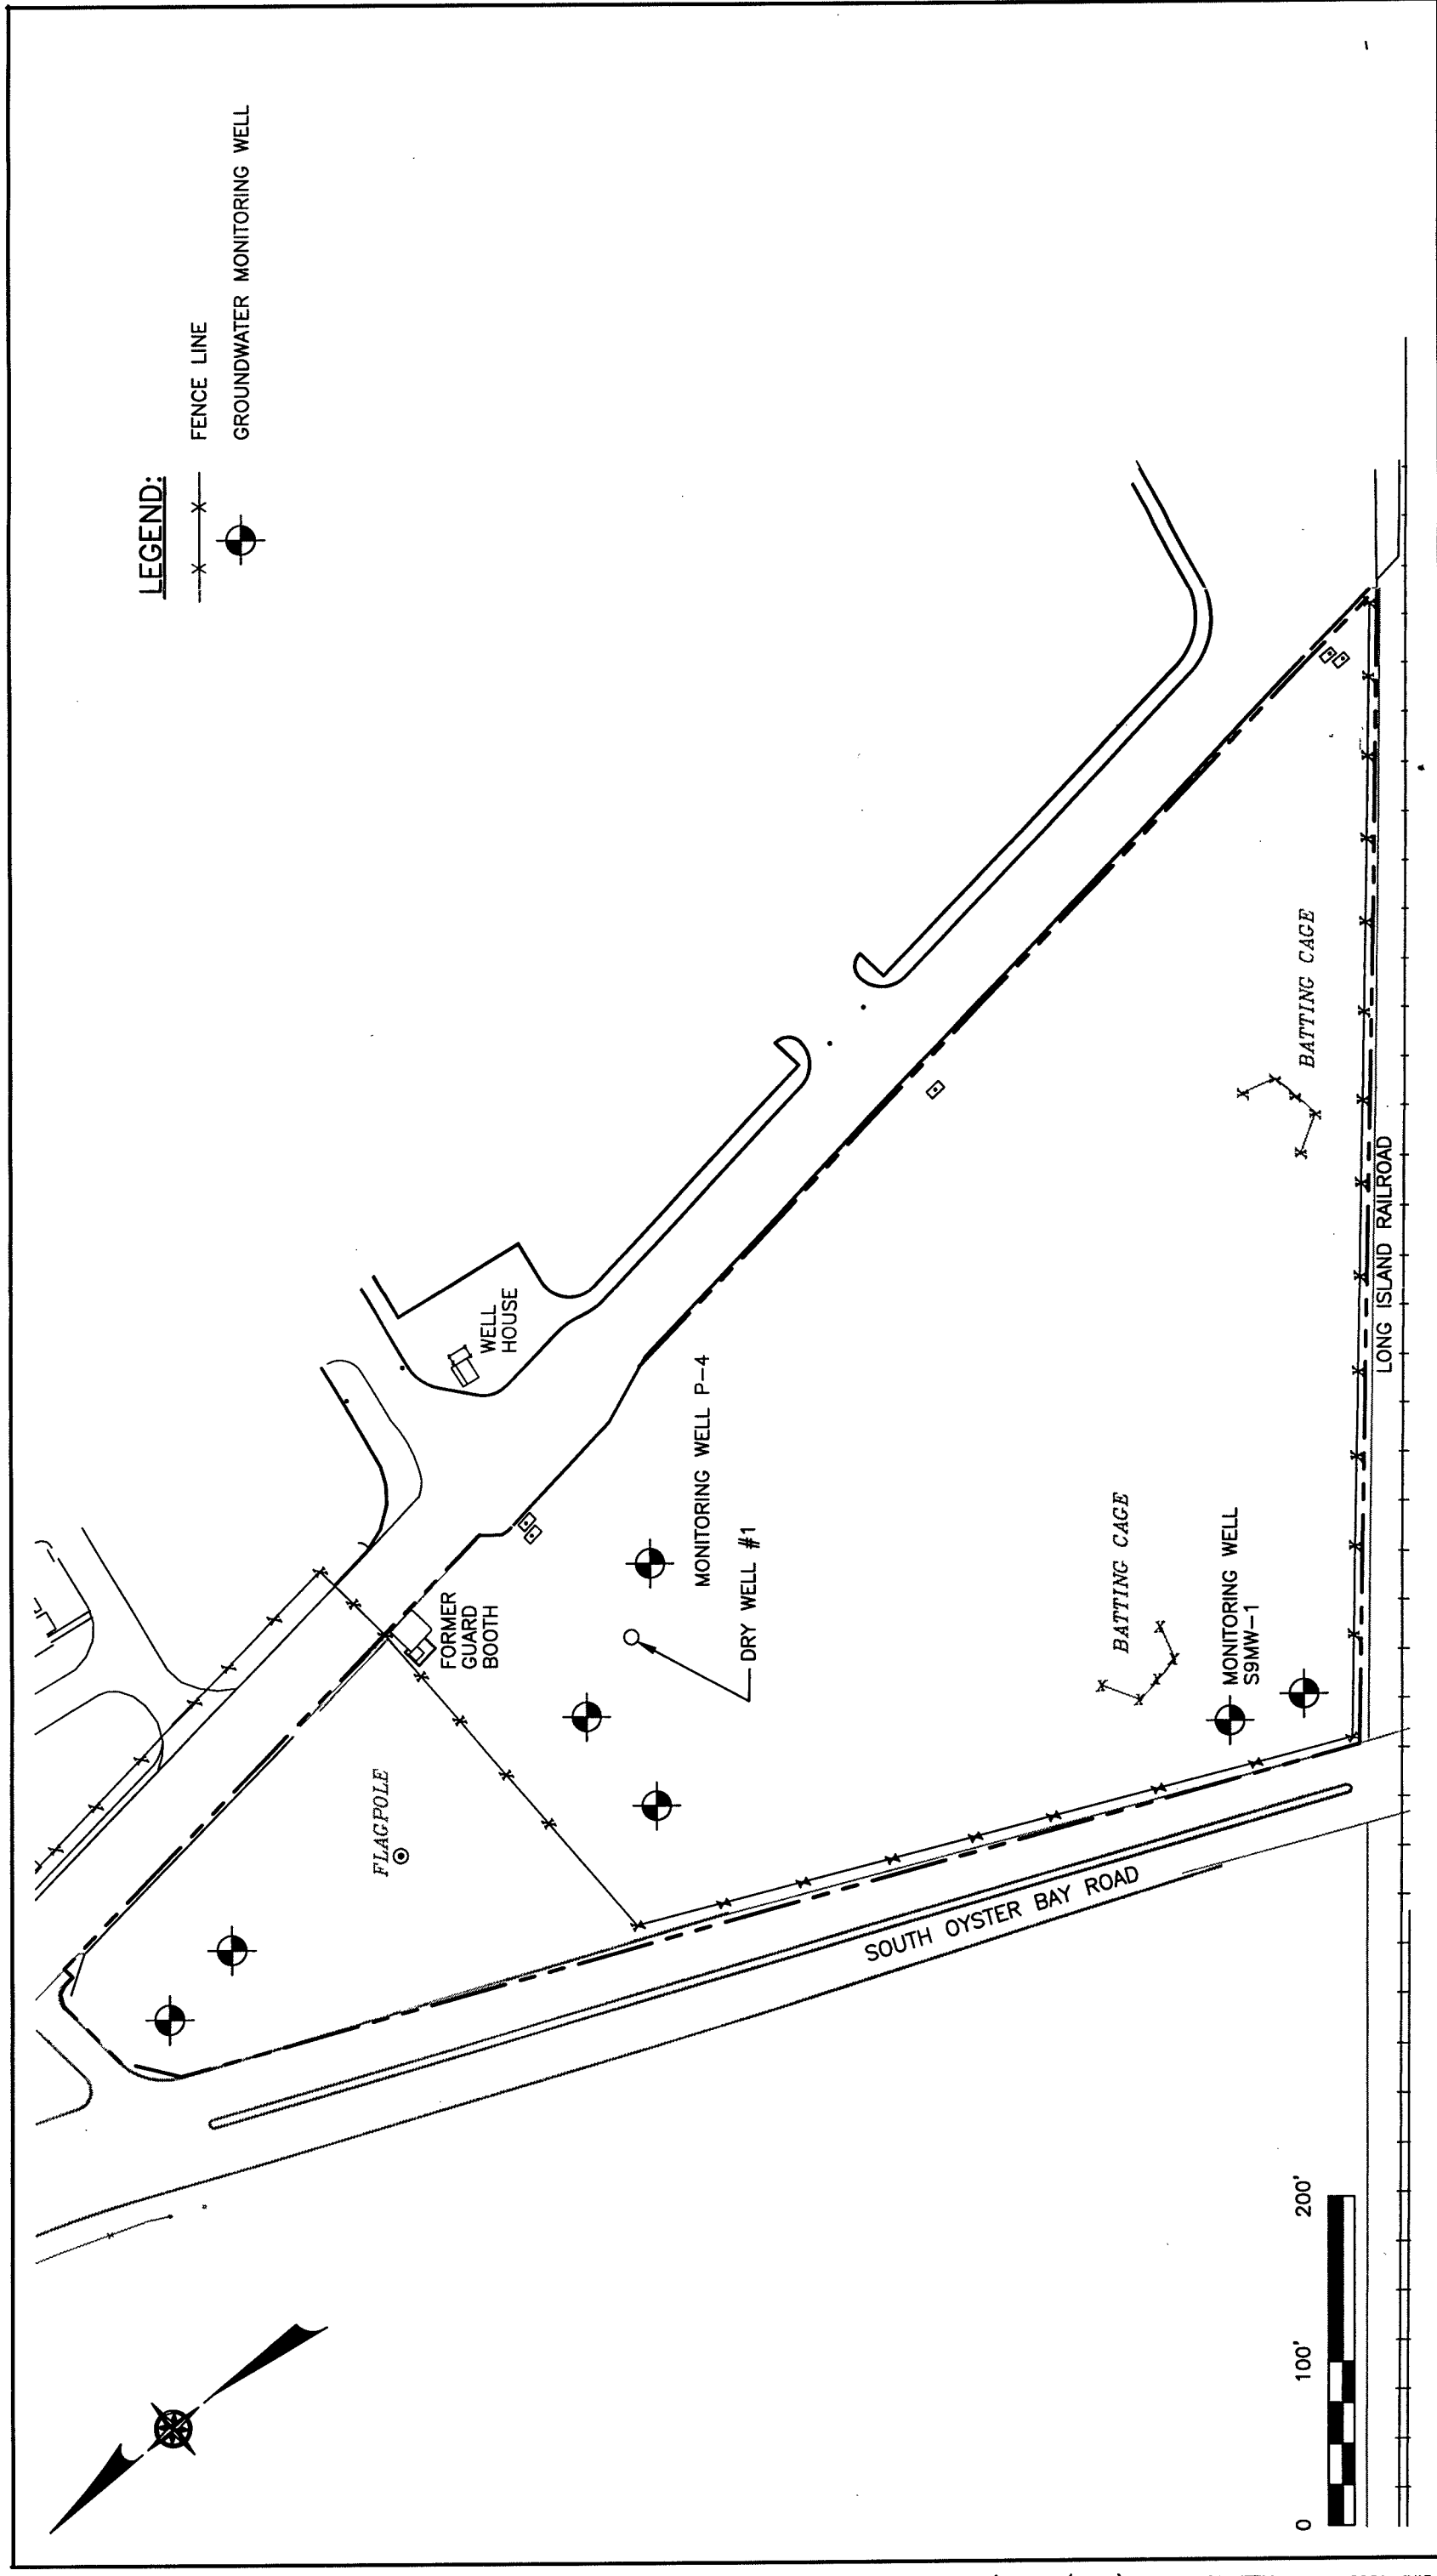 LEGEND:
FENCE LINE
GROUNDWATER MONITORING WELL
WELL
HOUSE
FORMER
GUARD
BOOTH
FLAGPOLE
MONITORING WELL P-4
DRY WELL #1
BATTING CAGE
BATTING CAGE
MONITORING WELL
S9MW-1
SOUTH OYSTER BAY ROAD
LONG ISLAND RAILROAD
0
100'
200'